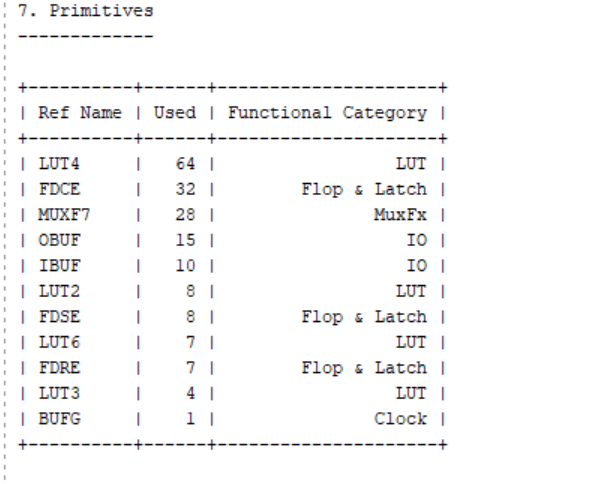 7. Primitives
-------------
+----------+------+---------------------+
| Ref Name | Used | Functional Category |
+----------+------+---------------------+
| LUT4     |   64 |                 LUT |
| FDCE     |   32 |        Flop & Latch |
| MUXF7    |   28 |               MuxFx |
| OBUF     |   15 |                  IO |
| IBUF     |   10 |                  IO |
| LUT2     |    8 |                 LUT |
| FDSE     |    8 |        Flop & Latch |
| LUT6     |    7 |                 LUT |
| FDRE     |    7 |        Flop & Latch |
| LUT3     |    4 |                 LUT |
| BUFG     |    1 |               Clock |
+----------+------+---------------------+